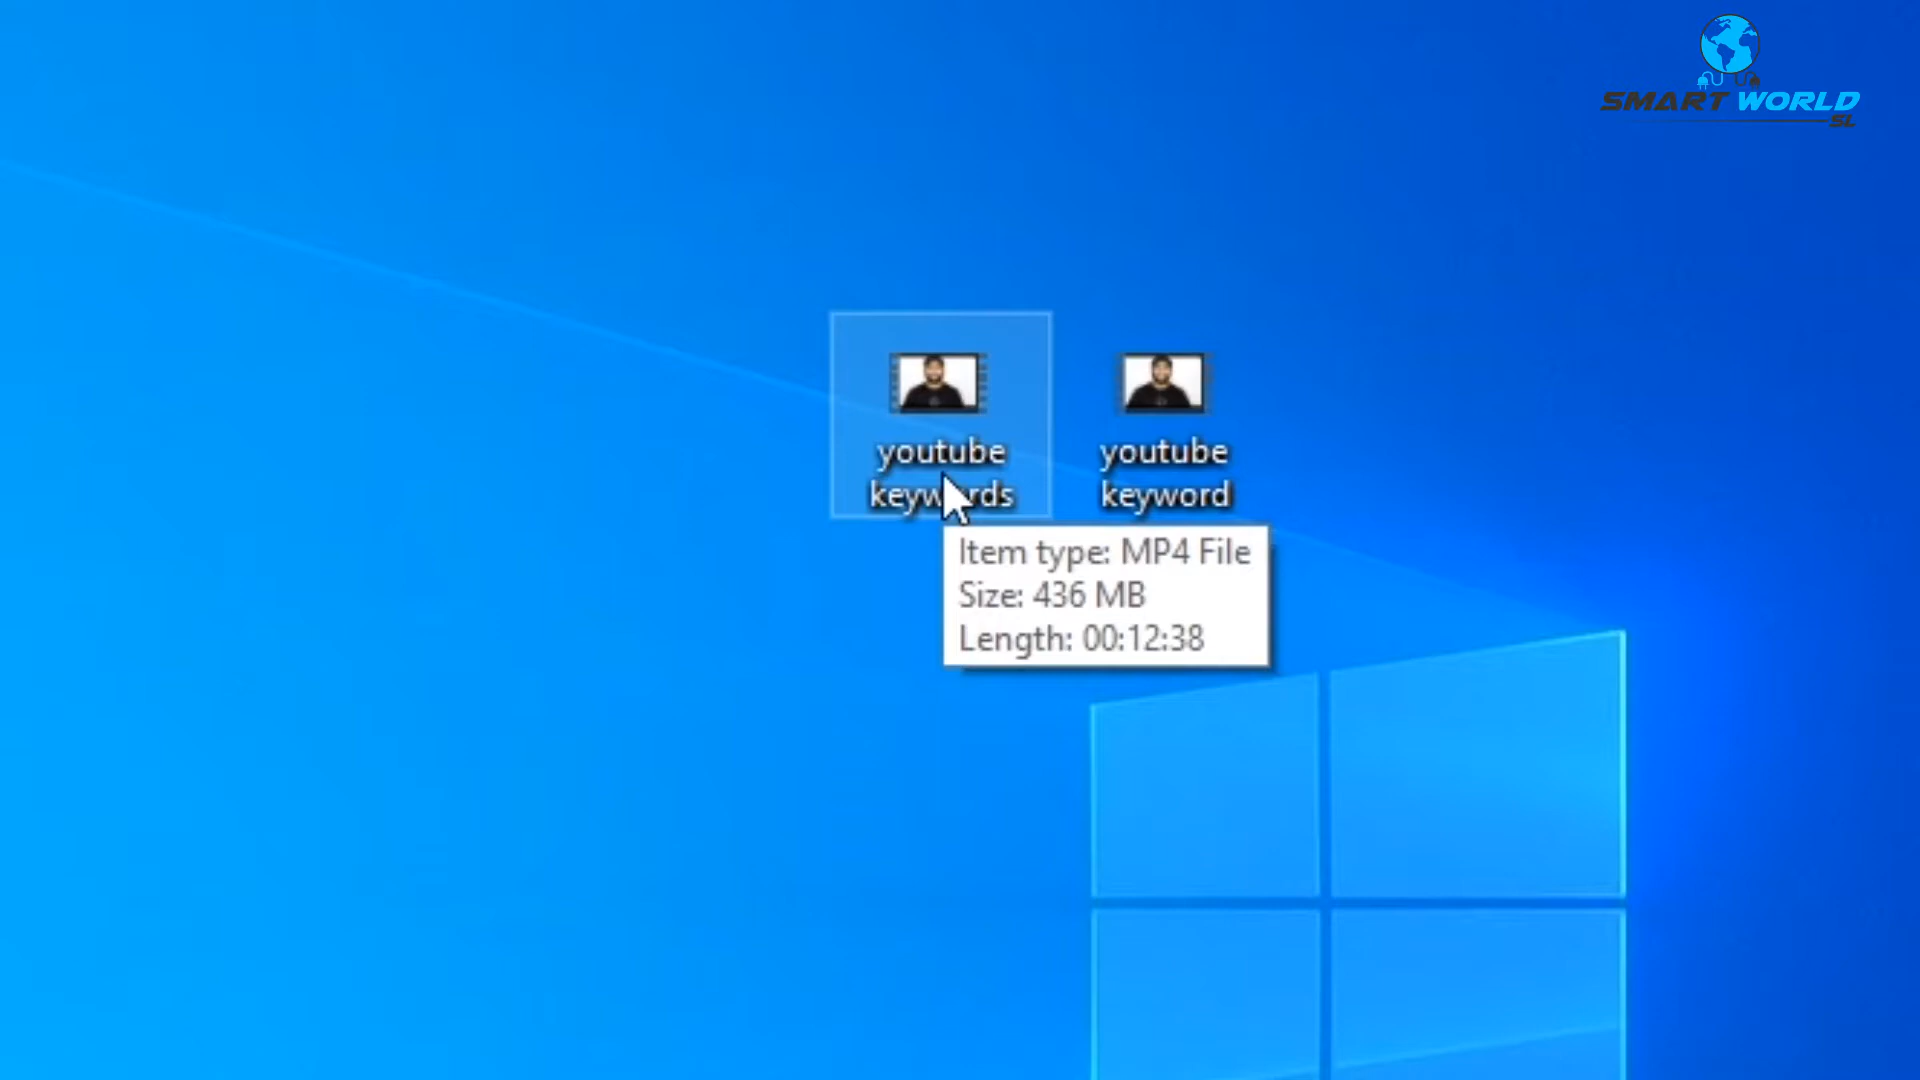 SMART WORLD
SL
youtube
keywords
youtube
keyword
Item type: MP4 File
Size: 436 MB
Length: 00:12:38